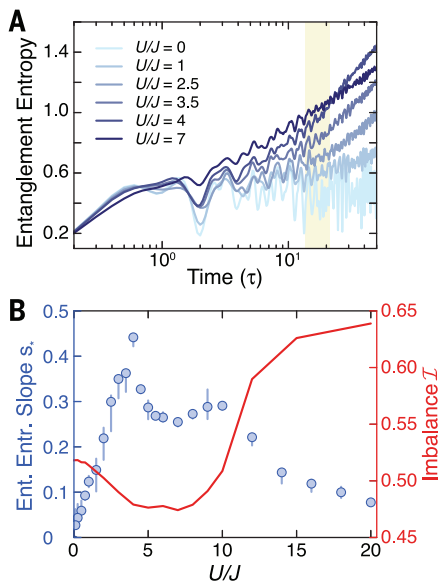 A
Entanglement Entropy
1.4
1.0
0.6
0.2
U/J = 0
U/J = 1
U/J = 2.5
U/J = 3.5
U/J = 4
U/J = 7
10⁰
10¹
Time (τ)
B
Ent. Entr. Slope s*
0.5
0.4
0.3
0.2
0.1
0
0
5
10
15
20
U/J
0.65
0.60
0.55
0.50
0.45
Imbalance ℐ